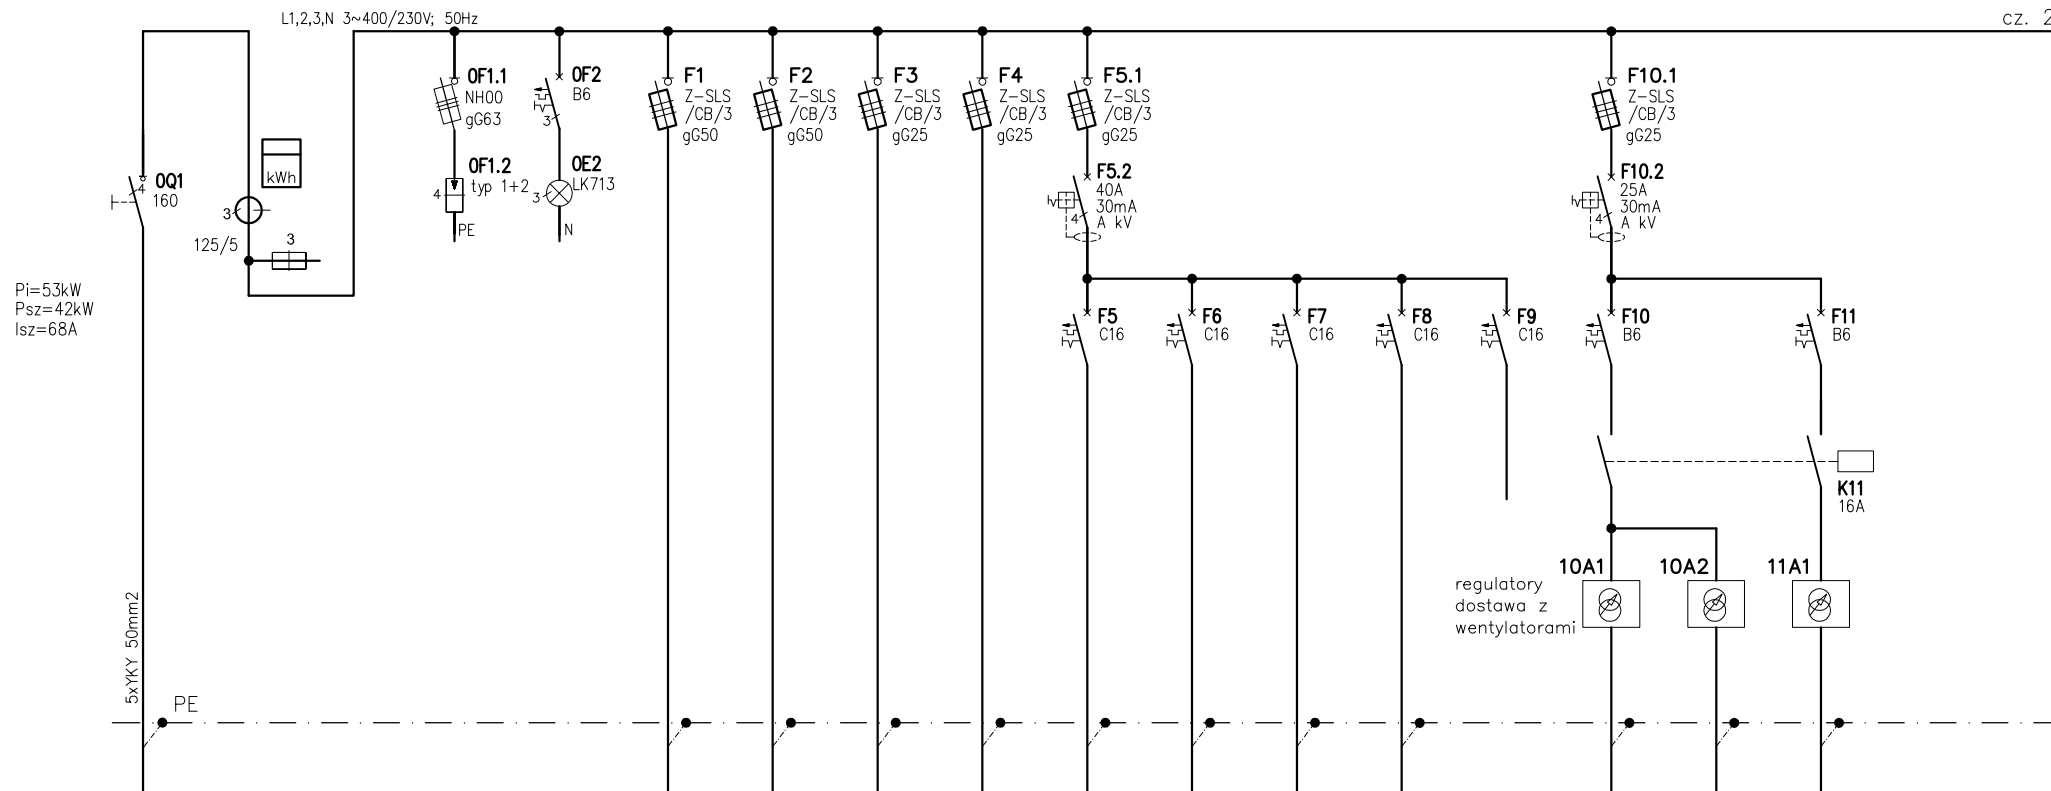 L1,2,3,N 3~400/230V; 50Hz
cz. 2
0Q1
4
160
kWh
3
125/5
3
Pi=53kW
Psz=42kW
Isz=68A
5xYKY 50mm2
PE
0F1.1
NH00
gG63
0F1.2
typ 1+2
4
PE
0F2
B6
3
0E2
LK713
3
N
F1
Z-SLS
/CB/3
gG50
F2
Z-SLS
/CB/3
gG50
F3
Z-SLS
/CB/3
gG25
F4
Z-SLS
/CB/3
gG25
F5.1
Z-SLS
/CB/3
gG25
F5.2
40A
30mA
A kV
4
F5
C16
F6
C16
F7
C16
F8
C16
F9
C16
F10.1
Z-SLS
/CB/3
gG25
F10.2
25A
30mA
A kV
4
F10
B6
F11
B6
K11
16A
10A1
10A2
11A1
regulatory
dostawa z
wentylatorami